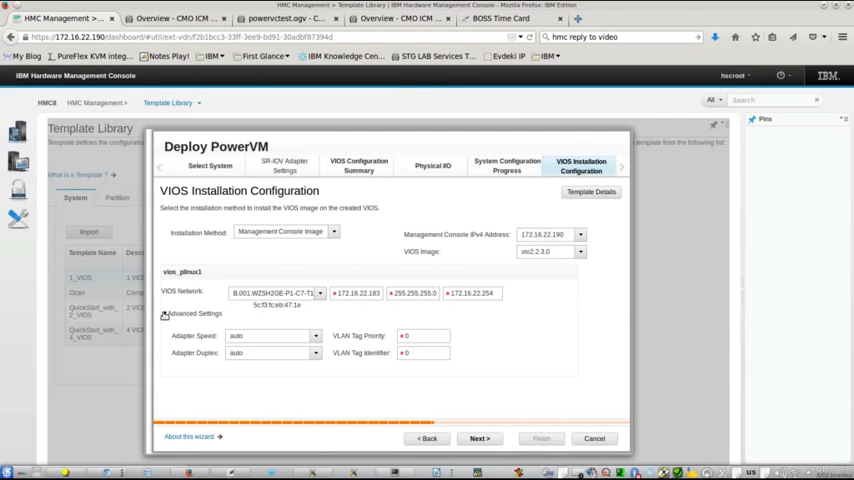 HMC Management > Template Library - Mozilla Firefox: IBM Edition
HMC Management >...
Overview - CMO ICM ...
powervctest.ogv - C...
Overview - CMO ICM ...
BOSS Time Card
https://172.16.22.190/dashboard/#util/ext-vdn/f2b1bcc3-33ff-3ee9-bd91-30adbf87394d
hmc reply to video
My Blog
PureFlex KVM integr...
Notes Play!
IBM
First Glance
IBM Knowledge Cen...
STG LAB Services T...
Evdeki IP
IBM
IBM Hardware Management Console
hscroot
IBM.
HMC8
HMC Management >
Template Library
All
Search
Template Library
Pins
Template defines the configuratio
m template from the following list
What is a Template ?
System
Partition
Import
Template Name
Descr
1_VIOS
1 VIO
Ozan
Comple
QuickStart_with_2_VIOS
2 VIO
QuickStart_with_4_VIOS
4 VIO
Deploy PowerVM
Select System
SR-IOV Adapter Settings
VIOS Configuration Summary
Physical I/O
System Configuration Progress
VIOS Installation Configuration
VIOS Installation Configuration
Template Details
Select the installation method to install the VIOS image on the created VIOS.
Installation Method:
Management Console Image
Management Console IPv4 Address:
172.16.22.190
VIOS Image:
vio2.2.3.0
vios_plinux1
VIOS Network:
B.001.WZSH2GE-P1-C7-T1
* 172.16.22.183
* 255.255.255.0
* 172.16.22.254
5c:f3:fc:eb:47:1e
Advanced Settings
Adapter Speed:
auto
VLAN Tag Priority:
* 0
Adapter Duplex:
auto
VLAN Tag Identifier:
* 0
About this wizard
< Back
Next >
Finish
Cancel
us